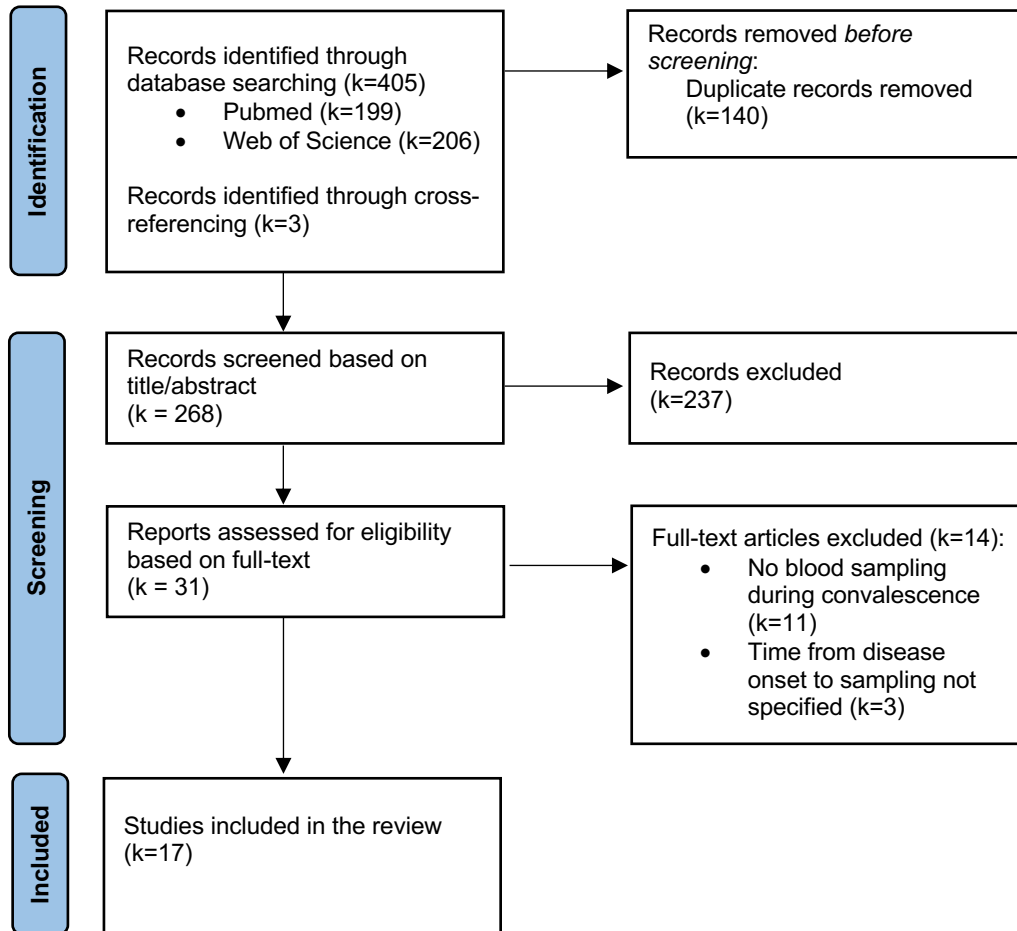 Identification
Records identified through
database searching (k=405)
• Pubmed (k=199)
• Web of Science (k=206)
Records identified through cross-
referencing (k=3)
Records removed before
screening:
Duplicate records removed
(k=140)
Screening
Records screened based on
title/abstract
(k = 268)
Records excluded
(k=237)
Reports assessed for eligibility
based on full-text
(k = 31)
Full-text articles excluded (k=14):
• No blood sampling
during convalescence
(k=11)
• Time from disease
onset to sampling not
specified (k=3)
Included
Studies included in the review
(k=17)